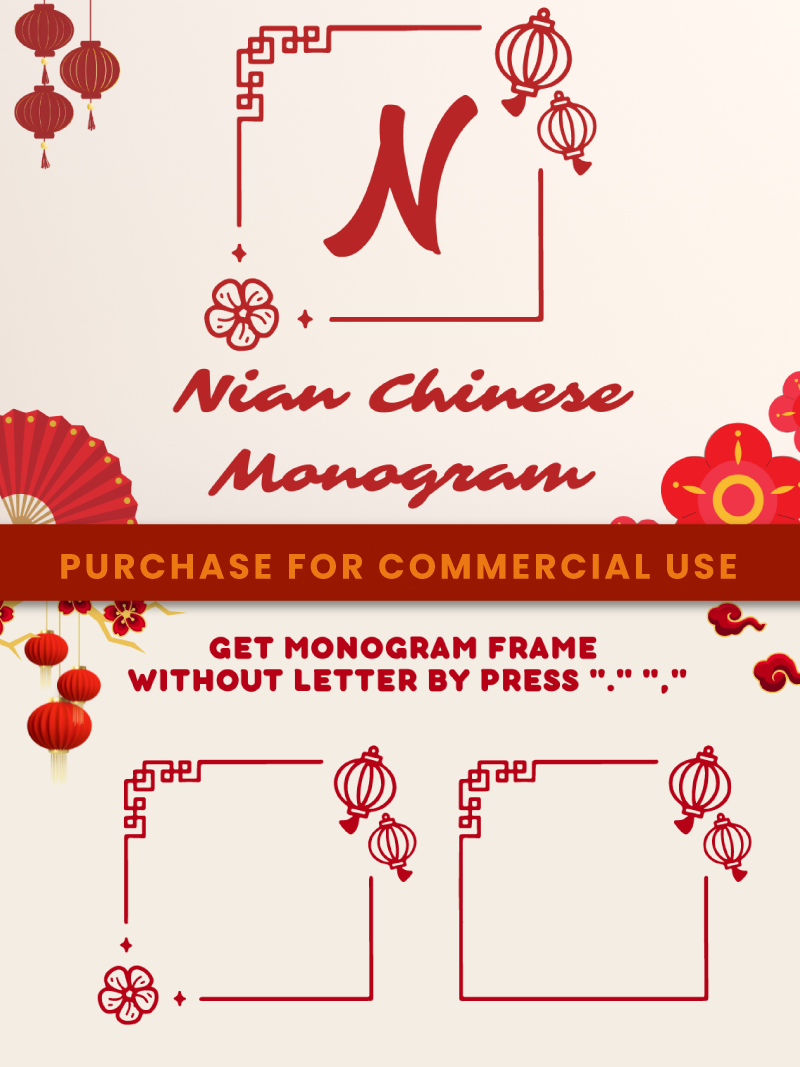 N
Nian Chinese
Monogram
PURCHASE FOR COMMERCIAL USE
GET MONOGRAM FRAME
WITHOUT LETTER BY PRESS "." ","